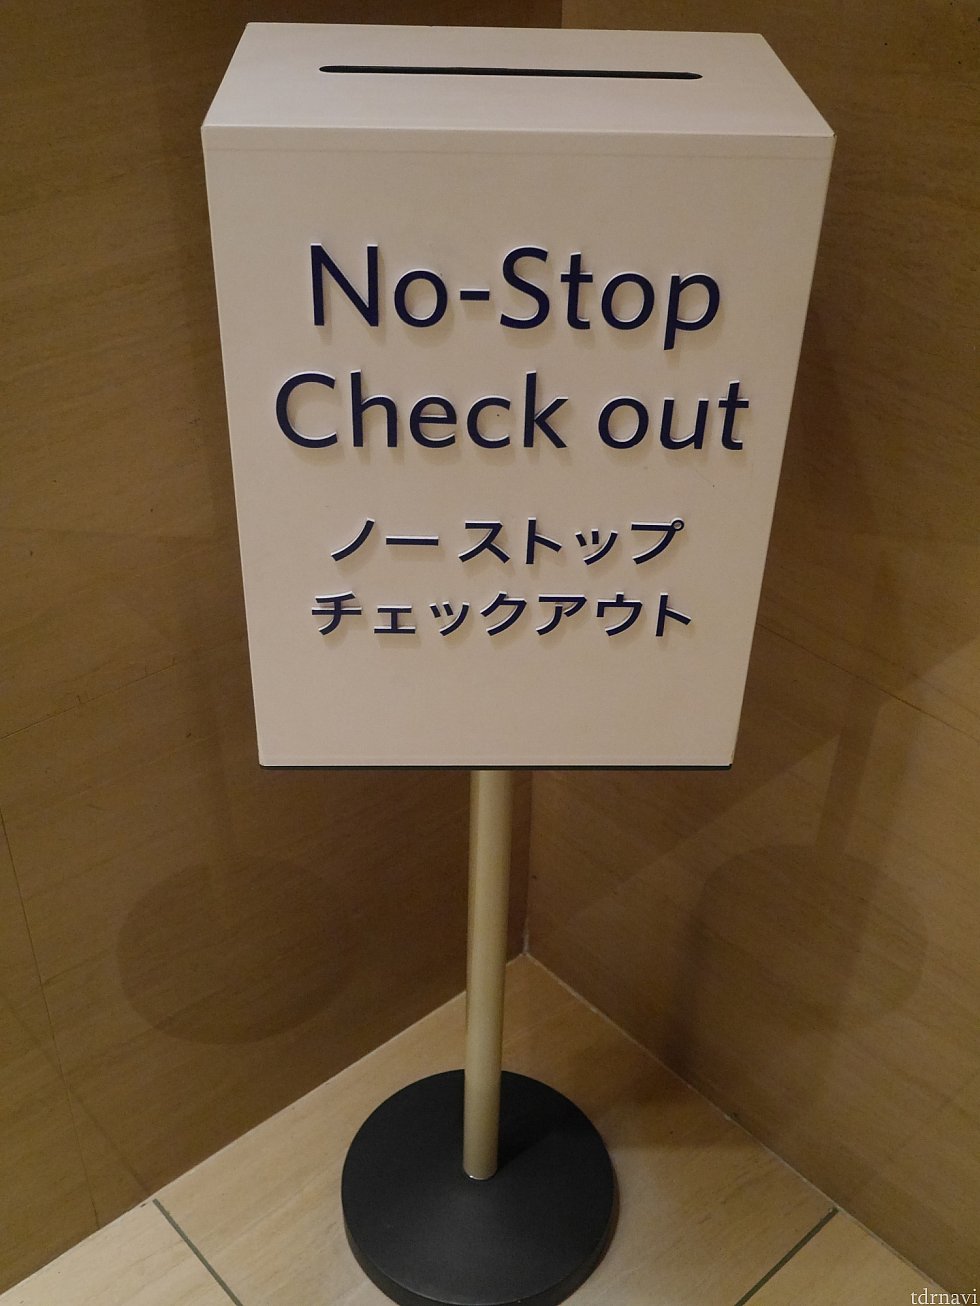 No-Stop
Check out
ノー ストップ
チェックアウト
tdrnavi